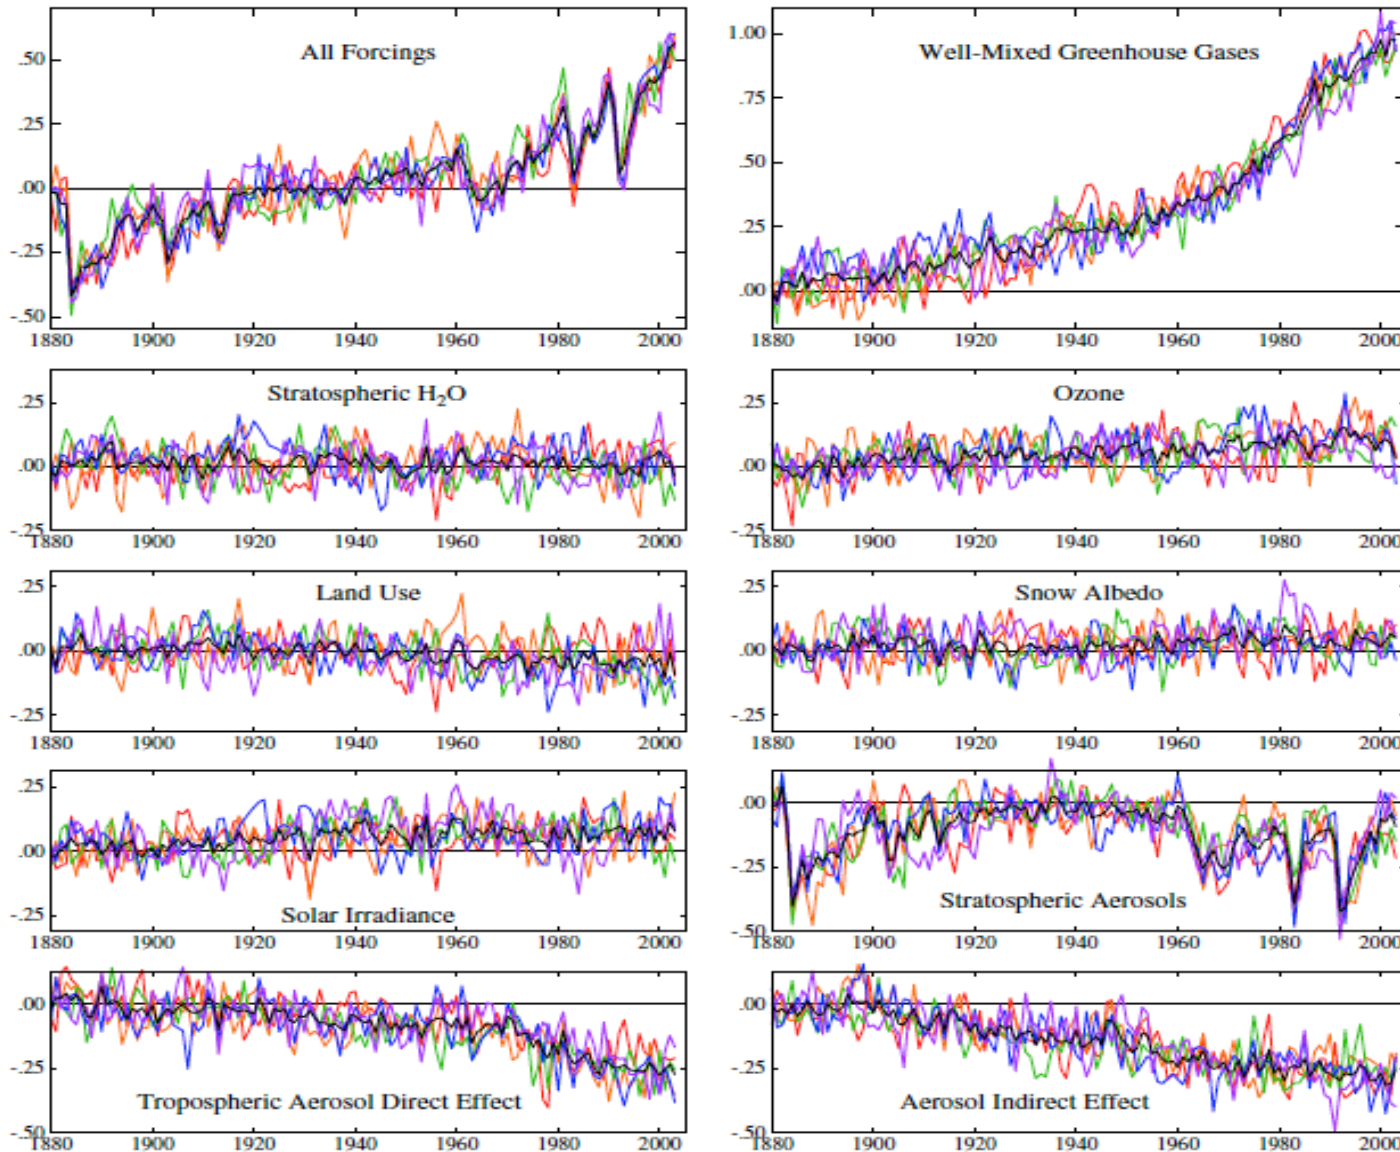 All Forcings
.50
.25
.00
-.25
-.50
1880 1900 1920 1940 1960 1980 2000
Well-Mixed Greenhouse Gases
1.00
.75
.50
.25
.00
1880 1900 1920 1940 1960 1980 2000
Stratospheric H₂O
.25
.00
-.25
1880 1900 1920 1940 1960 1980 2000
Ozone
.25
.00
-.25
1880 1900 1920 1940 1960 1980 2000
Land Use
.25
.00
-.25
1880 1900 1920 1940 1960 1980 2000
Snow Albedo
.25
.00
-.25
1880 1900 1920 1940 1960 1980 2000
.25
.00
-.25
Solar Irradiance
1880 1900 1920 1940 1960 1980 2000
.00
-.25
Stratospheric Aerosols
-.50
1880 1900 1920 1940 1960 1980 2000
.00
-.25
Tropospheric Aerosol Direct Effect
-.50
1880 1900 1920 1940 1960 1980 2000
.00
-.25
Aerosol Indirect Effect
-.50
1880 1900 1920 1940 1960 1980 2000